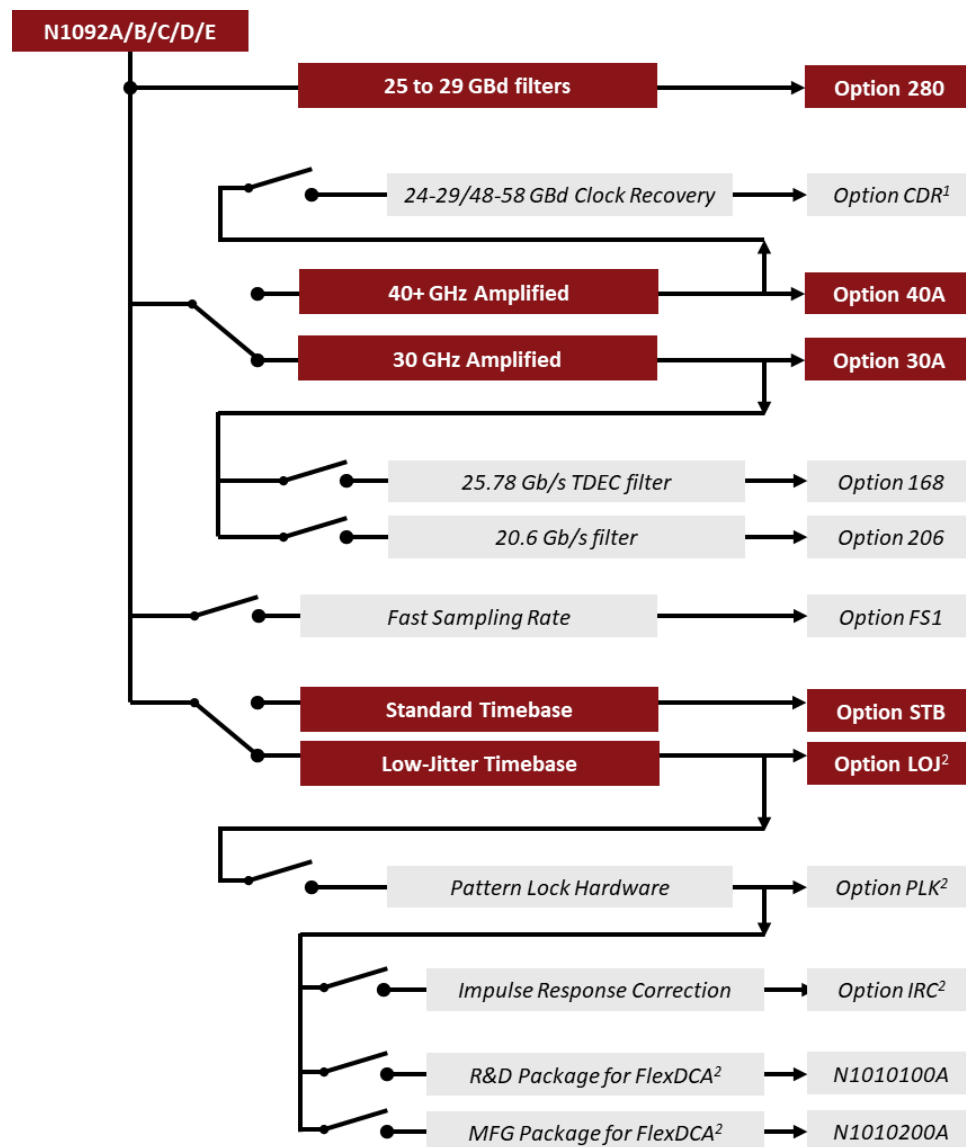 N1092A/B/C/D/E
25 to 29 GBd filters
Option 280
24-29/48-58 GBd Clock Recovery
Option CDR¹
40+ GHz Amplified
Option 40A
30 GHz Amplified
Option 30A
25.78 Gb/s TDEC filter
Option 168
20.6 Gb/s filter
Option 206
Fast Sampling Rate
Option FS1
Standard Timebase
Option STB
Low-Jitter Timebase
Option LOJ²
Pattern Lock Hardware
Option PLK²
Impulse Response Correction
Option IRC²
R&D Package for FlexDCA²
N1010100A
MFG Package for FlexDCA²
N1010200A